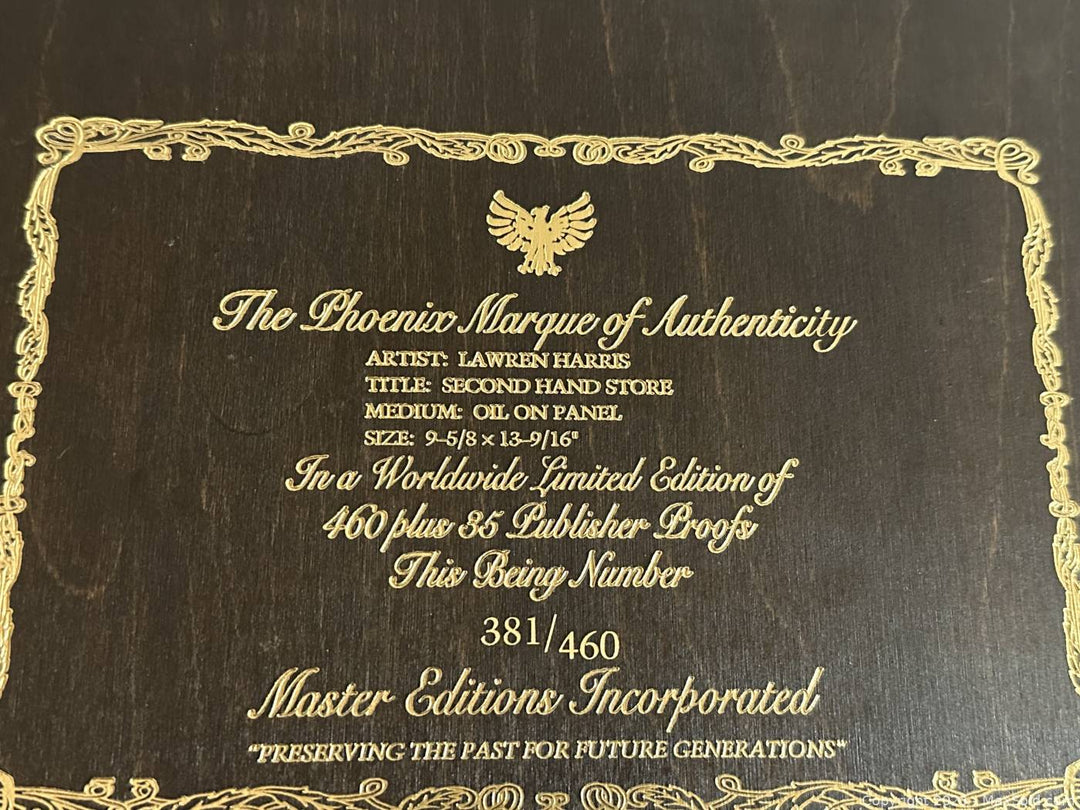 The Phoenix Marque of Authenticity
ARTIST: LAWREN HARRIS
TITLE: SECOND HAND STORE
MEDIUM: OIL ON PANEL
SIZE: 9-5/8 x 13-9/16"
In a Worldwide Limited Edition of
460 plus 35 Publisher Proofs
This Being Number
381/460
Master Editions Incorporated
"PRESERVING THE PAST FOR FUTURE GENERATIONS"
Copyright